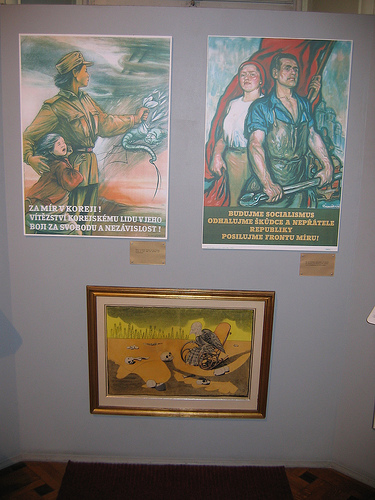 ZA MÍR V KOREJI!
VÍTĚZSTVÍ KOREJSKÉMU LIDU V JEHO
BOJI ZA SVOBODU A NEZÁVISLOST!
BUDUJME SOCIALISMUS
ODHALUJME ŠKŮDCE A NEPŘÁTELE
REPUBLIKY
POSILUJME FRONTU MÍRU!